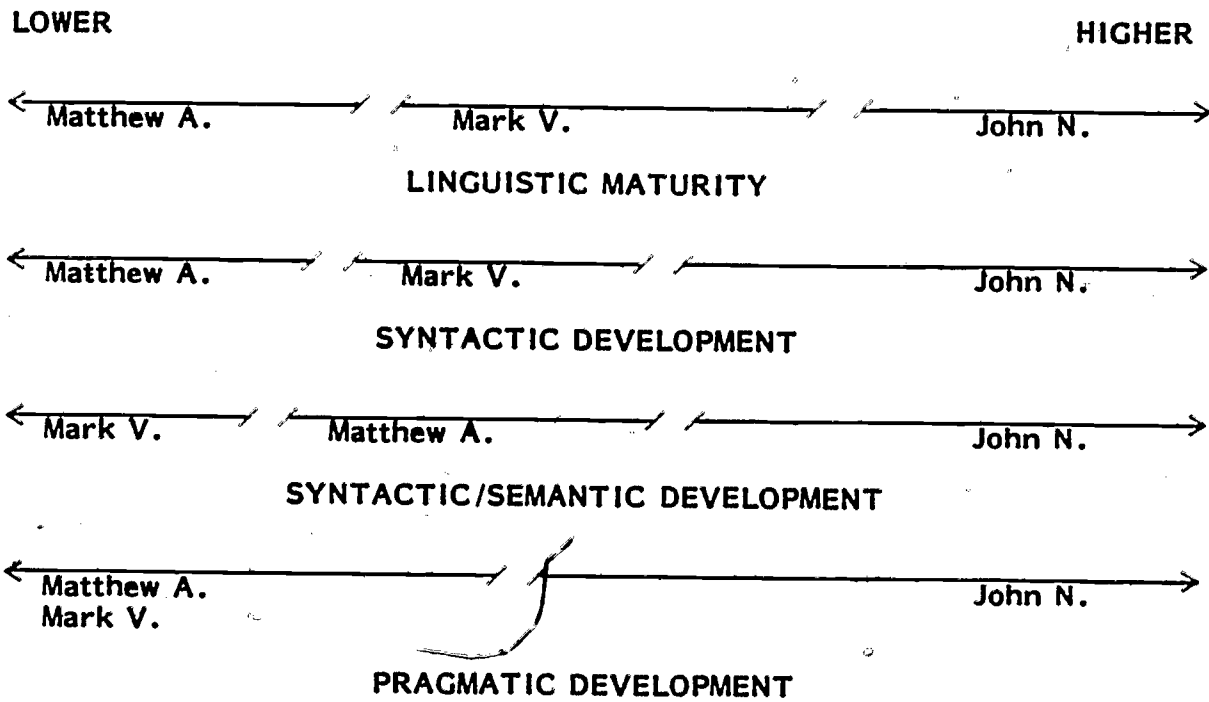 LOWER HIGHER
Matthew A. Mark V. John N.
LINGUISTIC MATURITY
Matthew A. Mark V. John N.
SYNTACTIC DEVELOPMENT
Mark V. Matthew A. John N.
SYNTACTIC/SEMANTIC DEVELOPMENT
Matthew A. John N.
Mark V.
PRAGMATIC DEVELOPMENT